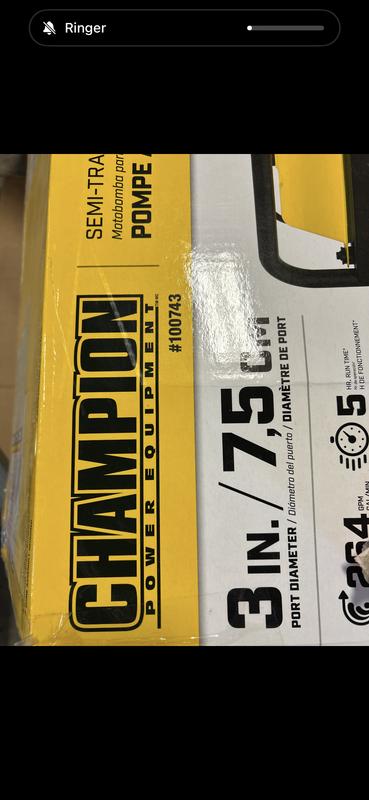 Ringer
SEMI-TRA
Motobomba par
POMPE
CHAMPION
POWER EQUIPMENT
#100743
3 IN. / 7,5 CM
PORT DIAMETER / Diámetro del puerto / DIAMÈTRE DE PORT
264 GPM
5 HR. RUN TIME*
H DE FONCTIONNEMENT*